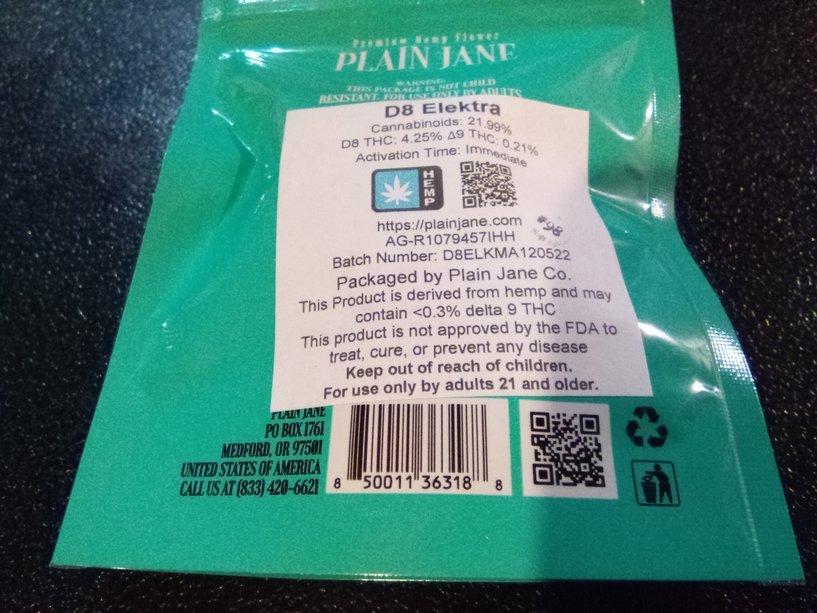 Premium Hemp Flower
PLAIN JANE
WARNING:
THIS PACKAGE IS NOT CHILD
RESISTANT. FOR USE ONLY BY ADULTS
D8 Elektra
Cannabinoids: 21.99%
D8 THC: 4.25% Δ9 THC: 0.21%
Activation Time: Immediate
HEMP
https://plainjane.com
AG-R1079457IHH
Batch Number: D8ELKMA120522
Packaged by Plain Jane Co.
This Product is derived from hemp and may
contain <0.3% delta 9 THC
This product is not approved by the FDA to
treat, cure, or prevent any disease
Keep out of reach of children.
For use only by adults 21 and older.
PLAIN JANE
PO BOX 1761
MEDFORD, OR 97501
UNITED STATES OF AMERICA
CALL US AT (833) 420-6621
8 50011 36318 8